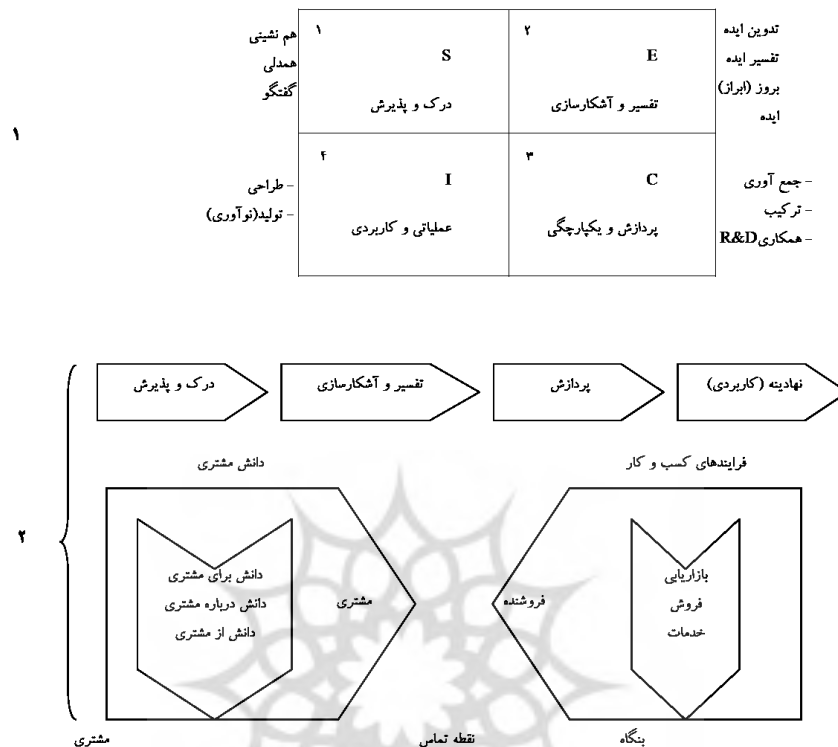 ۱
هم نشینی
همدلی
گفتگو
۱
S
درک و پذیرش
۲
E
تفسیر و آشکارسازی
تدوین ایده
تفسیر ایده
بروز (ابراز)
ایده
– طراحی
– تولید(نوآوری)
۴
I
عملیاتی و کاربردی
۳
C
پردازش و یکپارچگی
– جمع آوری
– ترکیب
– همکاریR&D
۲
درک و پذیرش
تفسیر و آشکارسازی
پردازش
نهادینه (کاربردی)
دانش مشتری
دانش برای مشتری
دانش درباره مشتری
دانش از مشتری
مشتری
فرایندهای کسب و کار
فروشنده
بازاریابی
فروش
خدمات
مشتری
نقطه تماس
بنگاه